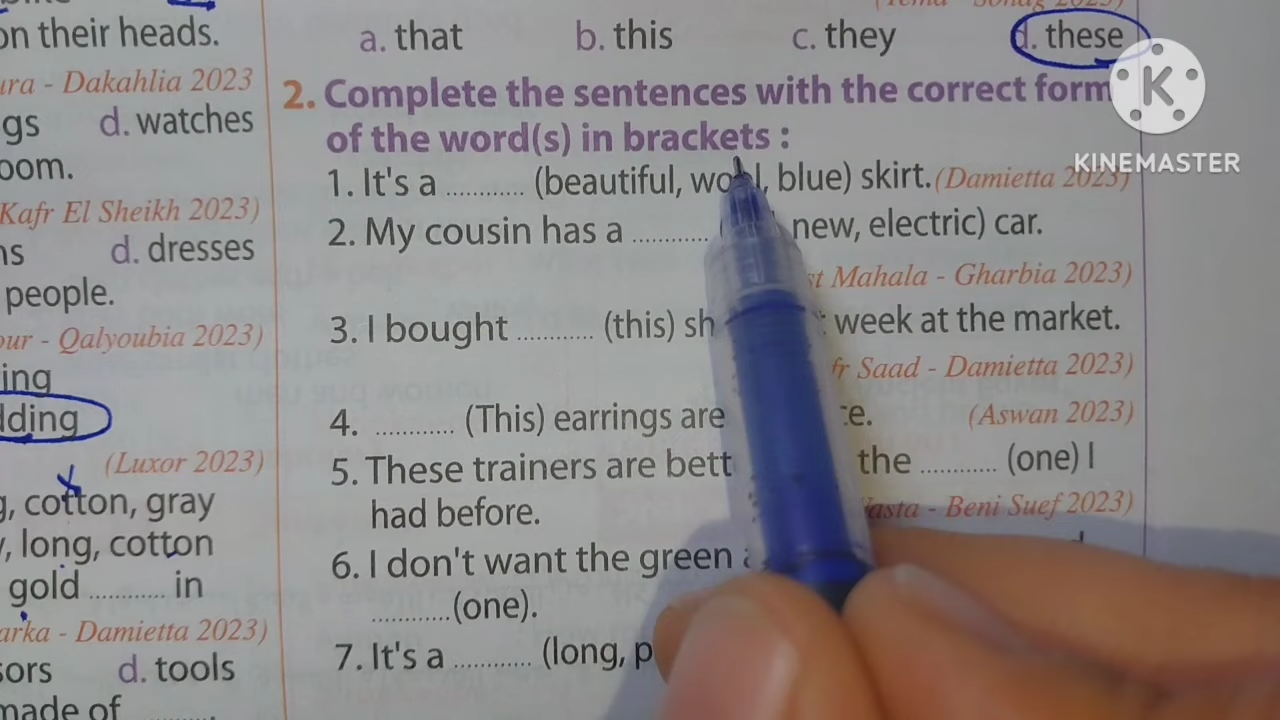 on their heads.
ura - Dakahlia 2023
gs d. watches
oom.
Kafr El Sheikh 2023)
ns d. dresses
people.
our - Qalyoubia 2023)
ing
dding
(Luxor 2023)
g, cotton, gray
y, long, cotton
gold ............ in
arka - Damietta 2023)
sors d. tools
made of ............
a. that b. this c. they d. these
2. Complete the sentences with the correct form
of the word(s) in brackets :
1. It's a ............ (beautiful, wool, blue) skirt. (Damietta 2023)
2. My cousin has a ............ new, electric) car.
st Mahala - Gharbia 2023)
3. I bought ............ (this) sh week at the market.
fr Saad - Damietta 2023)
4. ............ (This) earrings are (Aswan 2023)
5. These trainers are bett the ............ (one) I
had before.
asta - Beni Suef 2023)
6. I don't want the green
............ (one).
7. It's a ............ (long, p
K
KINEMASTER